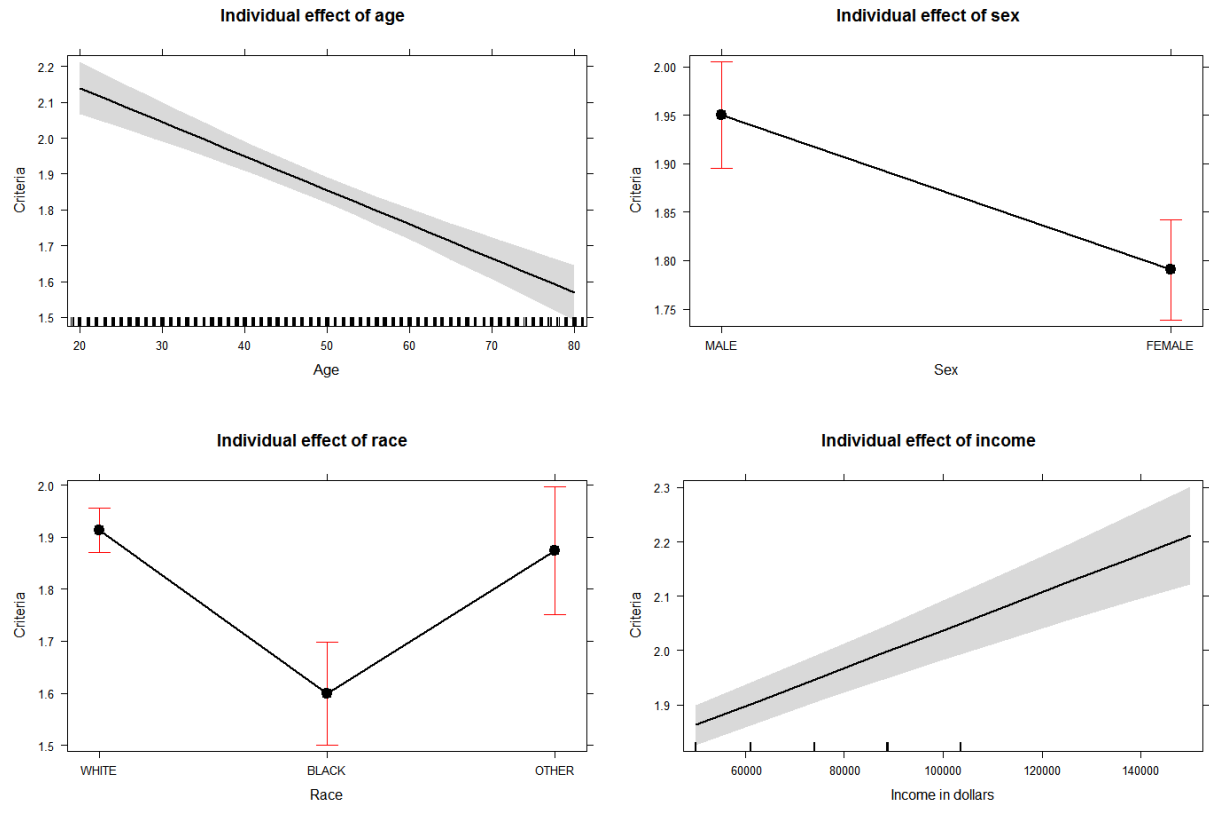 Individual effect of age
2.2
2.1
2.0
1.9
1.8
1.7
1.6
1.5
Criteria
20 30 40 50 60 70 80
Age
Individual effect of sex
2.00
1.95
1.90
1.85
1.80
1.75
Criteria
MALE FEMALE
Sex
Individual effect of race
2.0
1.9
1.8
1.7
1.6
1.5
Criteria
WHITE BLACK OTHER
Race
Individual effect of income
2.3
2.2
2.1
2.0
1.9
Criteria
60000 80000 100000 120000 140000
Income in dollars